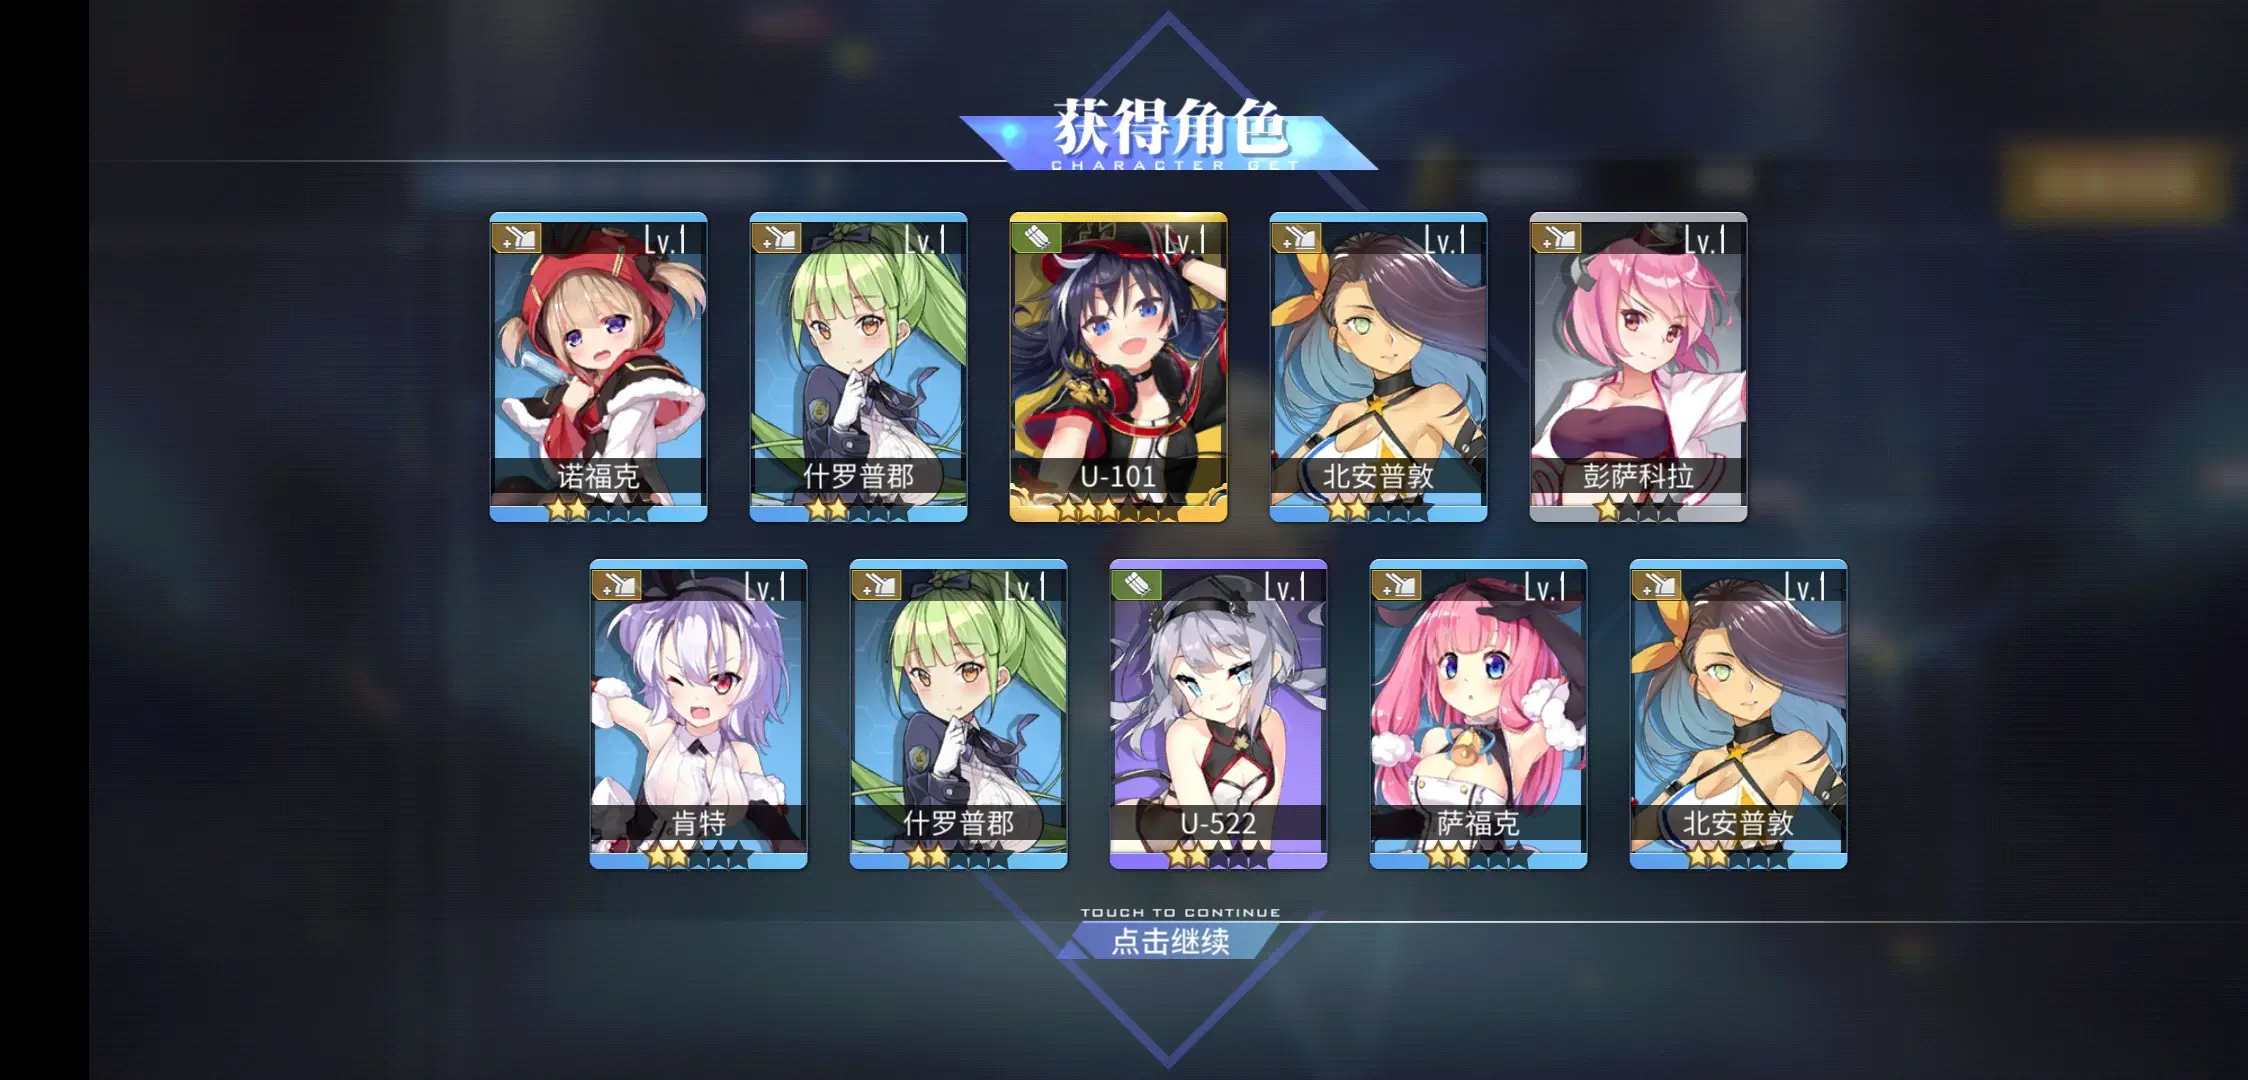 获得角色
CHARACTER GET
Lv.1
Lv.1
Lv.1
Lv.1
Lv.1
诺福克
什罗普郡
U-101
北安普敦
彭萨科拉
Lv.1
Lv.1
Lv.1
Lv.1
Lv.1
肯特
什罗普郡
U-522
萨福克
北安普敦
TOUCH TO CONTINUE
点击继续